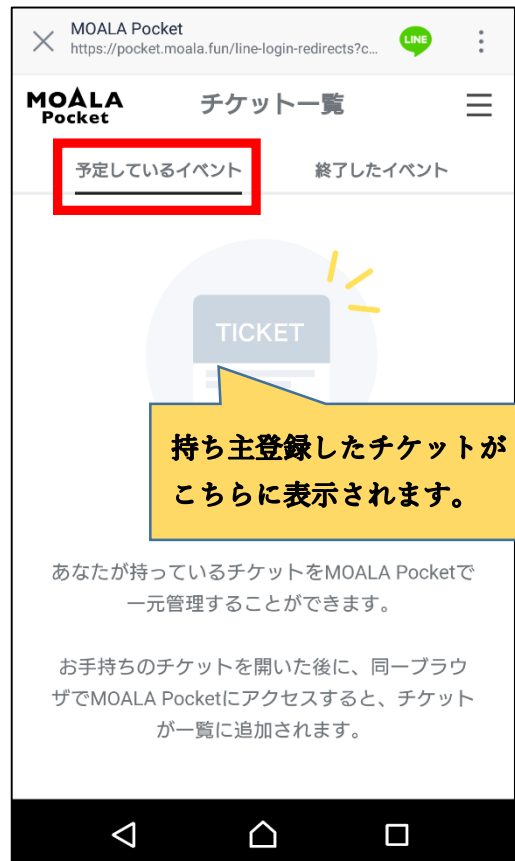 MOALA Pocket
https://pocket.moala.fun/line-login-redirects?c...
LINE
MOALA
Pocket
チケット一覧
予定しているイベント
終了したイベント
TICKET
持ち主登録したチケットが
こちらに表示されます。
あなたが持っているチケットをMOALA Pocketで
一元管理することができます。
お手持ちのチケットを開いた後に、同一ブラウ
ザでMOALA Pocketにアクセスすると、チケット
が一覧に追加されます。